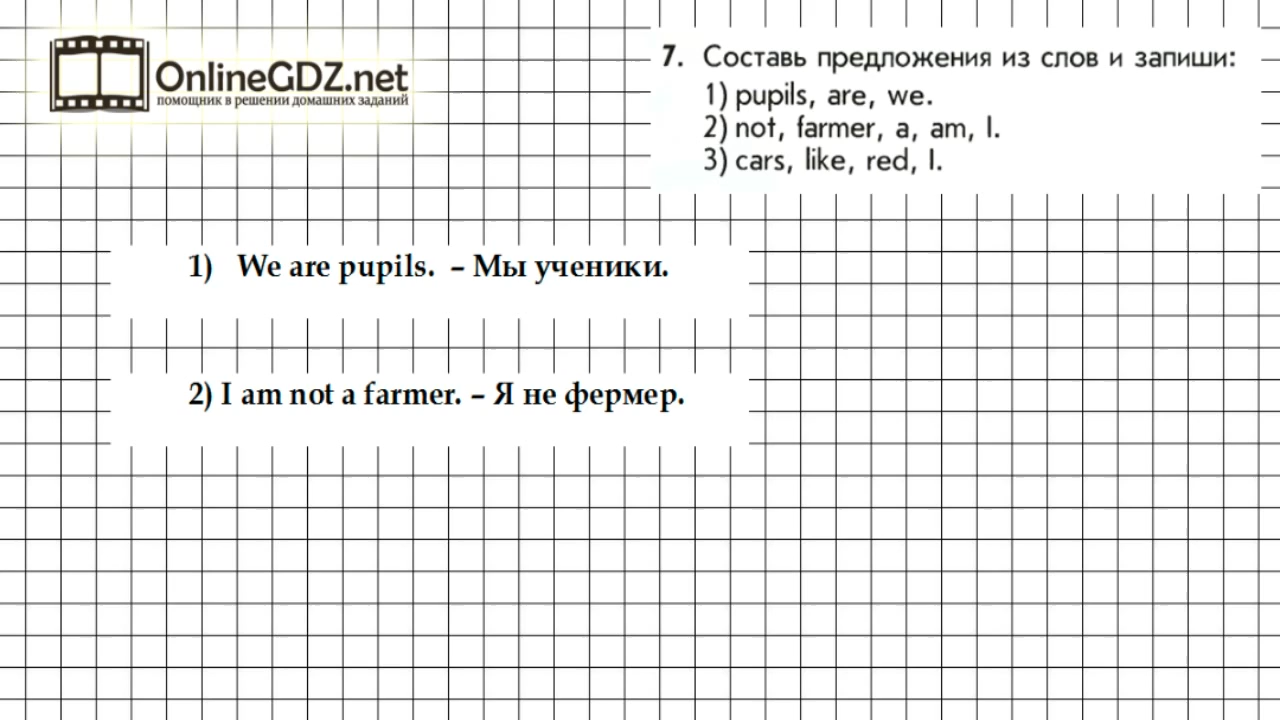 OnlineGDZ.net
помощник в решении домашних заданий
7. Составь предложения из слов и запиши:
1) pupils, are, we.
2) not, farmer, a, am, I.
3) cars, like, red, I.
1) We are pupils. – Мы ученики.
2) I am not a farmer. – Я не фермер.